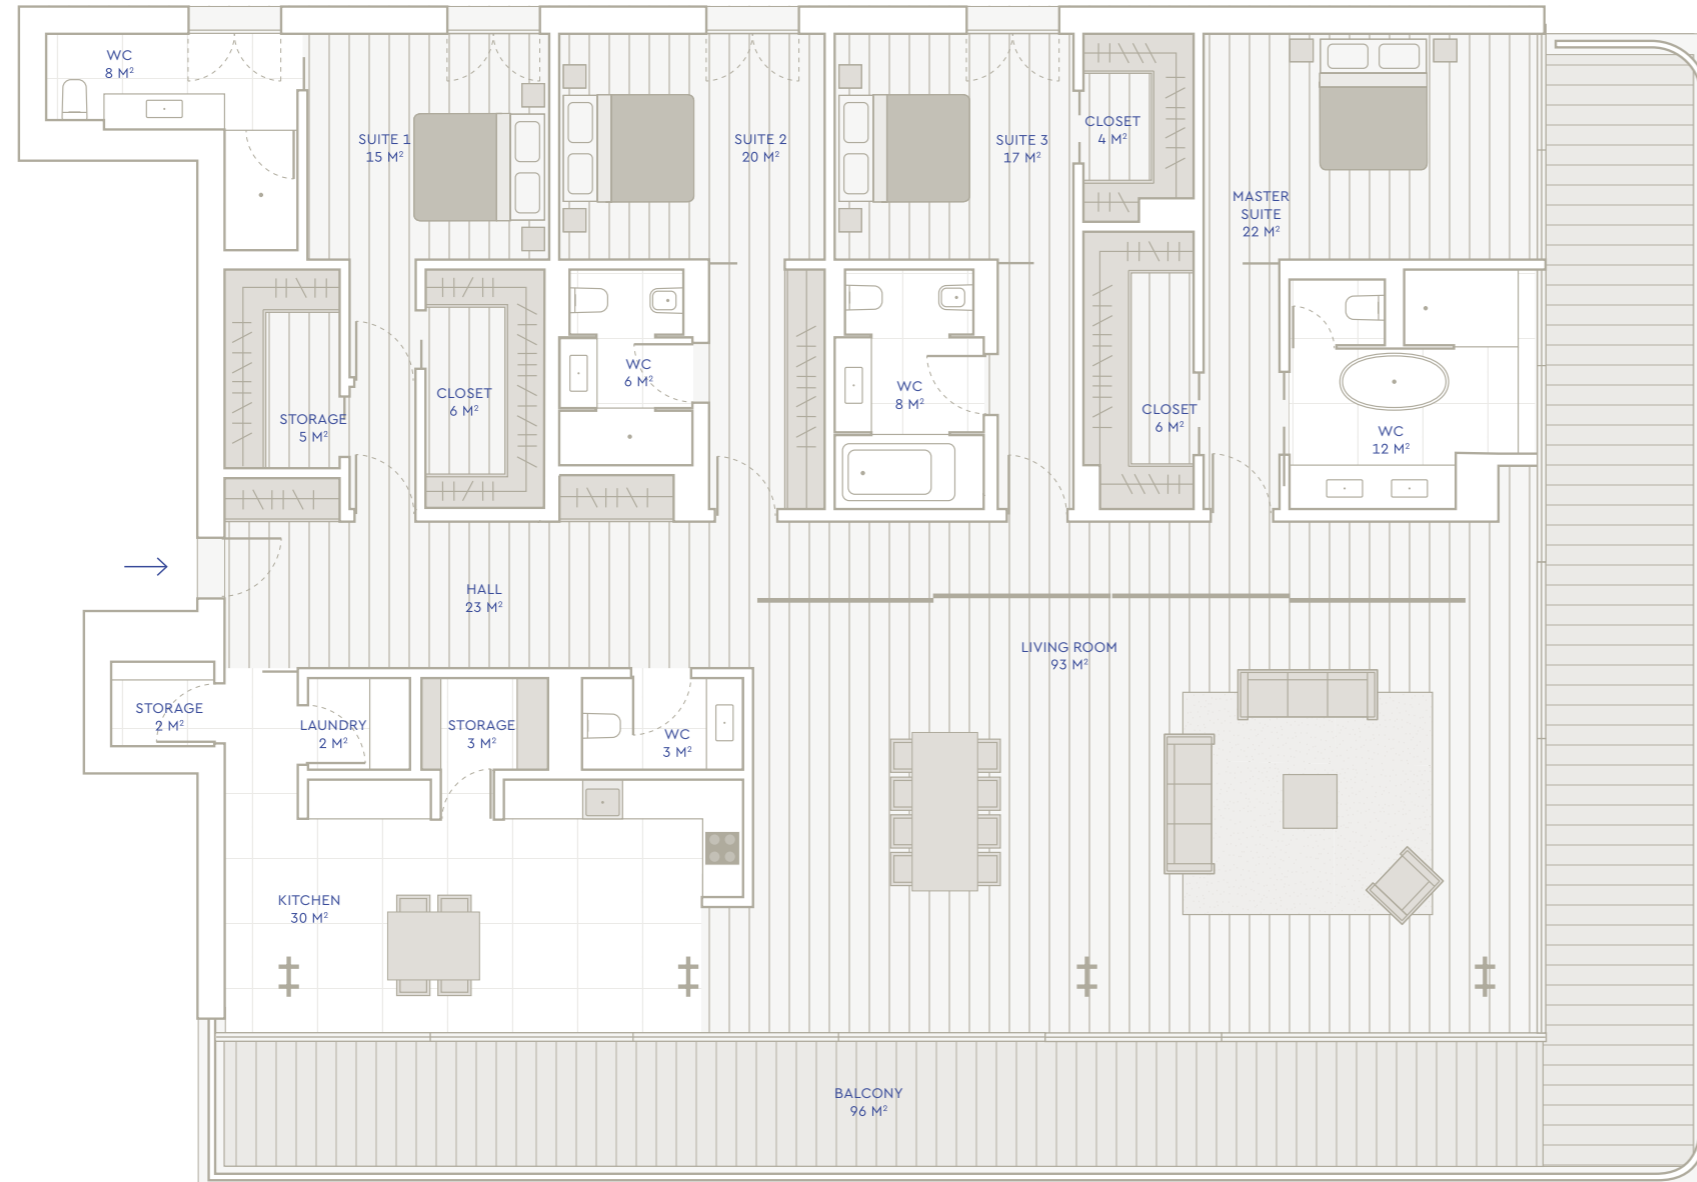 WC
8 M²
SUITE 1
15 M²
SUITE 2
20 M²
SUITE 3
17 M²
CLOSET
4 M²
MASTER
SUITE
22 M²
STORAGE
5 M²
CLOSET
6 M²
WC
6 M²
WC
8 M²
CLOSET
6 M²
WC
12 M²
HALL
23 M²
LIVING ROOM
93 M²
STORAGE
2 M²
LAUNDRY
2 M²
STORAGE
3 M²
WC
3 M²
KITCHEN
30 M²
BALCONY
96 M²